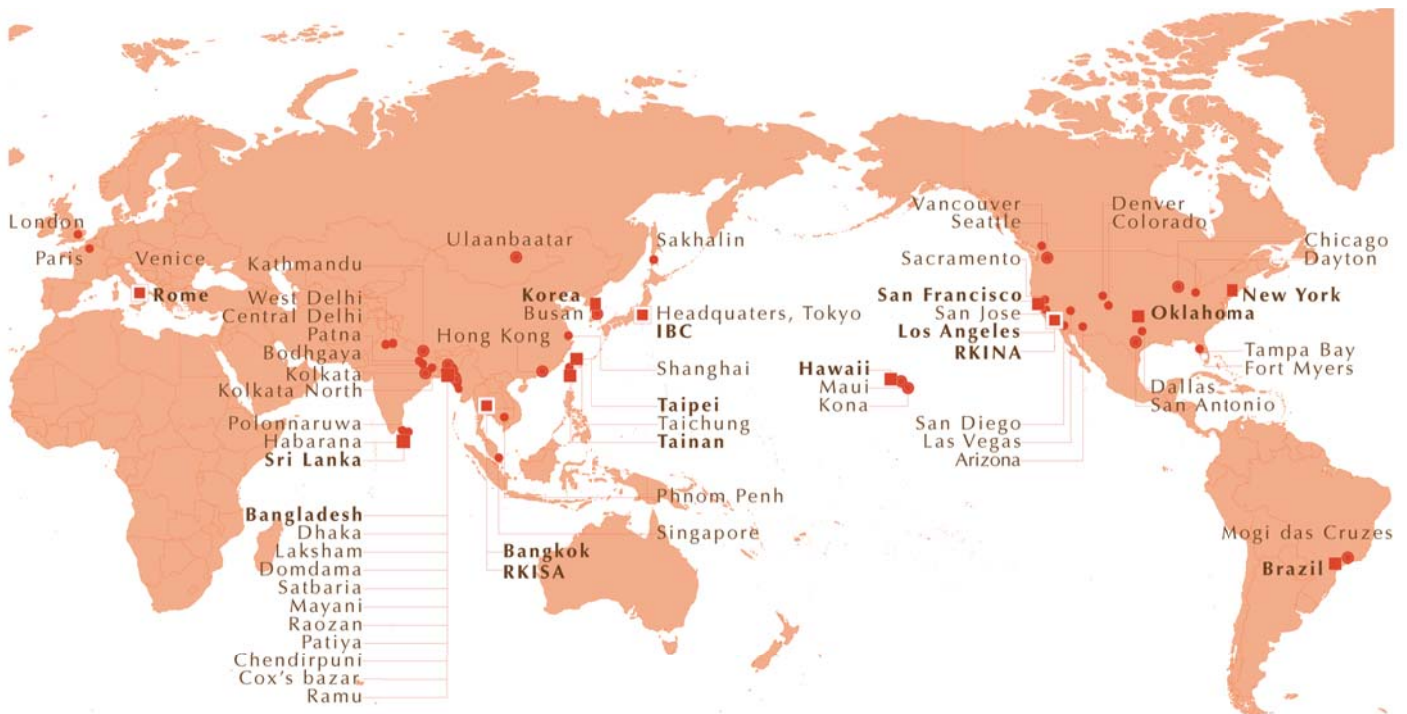 London
Paris
Venice
Rome
Kathmandu
West Delhi
Central Delhi
Patna
Bodhgaya
Kolkata
Kolkata North
Polonnaruwa
Habarana
Sri Lanka
Bangladesh
Dhaka
Laksham
Domdama
Satbaria
Mayani
Raozan
Patiya
Chendirpuni
Cox's bazar
Ramu
Ulaanbaatar
Sakhalin
Korea
Busan
Headquaters, Tokyo
IBC
Hong Kong
Shanghai
Taipei
Taichung
Tainan
Phnom Penh
Singapore
Bangkok
RKISA
Hawaii
Maui
Kona
Vancouver
Seattle
Sacramento
San Francisco
San Jose
Los Angeles
RKINA
San Diego
Las Vegas
Arizona
Denver
Colorado
Chicago
Dayton
New York
Oklahoma
Tampa Bay
Fort Myers
Dallas
San Antonio
Mogi das Cruzes
Brazil